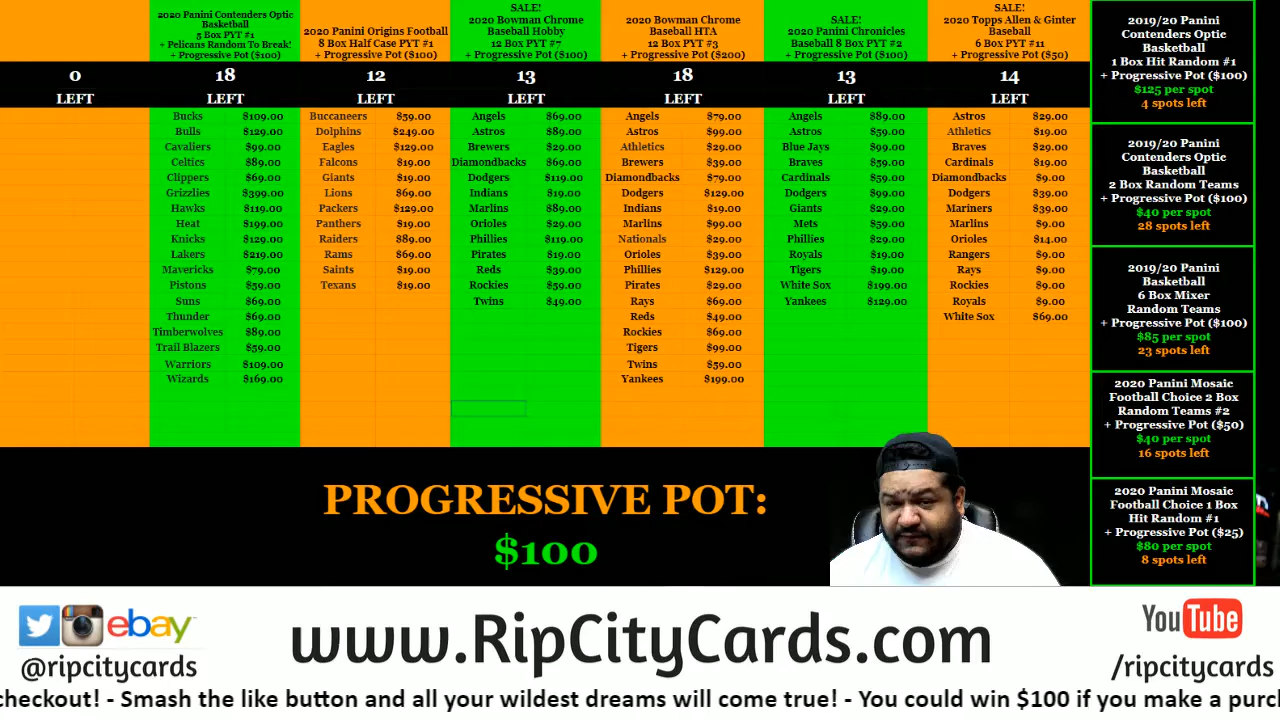 0
LEFT
2020 Panini Contenders Optic
Basketball
5 Box PYT #1
+ Pelicans Random To Break!
+ Progressive Pot ($100)
18
LEFT
Bucks $109.00
Bulls $129.00
Cavaliers $99.00
Celtics $89.00
Clippers $69.00
Grizzlies $399.00
Hawks $119.00
Heat $199.00
Knicks $129.00
Lakers $219.00
Mavericks $79.00
Pistons $59.00
Suns $69.00
Thunder $69.00
Timberwolves $89.00
Trail Blazers $59.00
Warriors $109.00
Wizards $169.00
2020 Panini Origins Football
8 Box Half Case PYT #1
+ Progressive Pot ($100)
12
LEFT
Buccaneers $59.00
Dolphins $249.00
Eagles $129.00
Falcons $19.00
Giants $19.00
Lions $69.00
Packers $129.00
Panthers $19.00
Raiders $89.00
Rams $69.00
Saints $19.00
Texans $19.00
SALE!
2020 Bowman Chrome
Baseball Hobby
12 Box PYT #7
+ Progressive Pot ($100)
13
LEFT
Angels $69.00
Astros $89.00
Brewers $29.00
Diamondbacks $69.00
Dodgers $119.00
Indians $19.00
Marlins $89.00
Orioles $29.00
Phillies $119.00
Pirates $19.00
Reds $39.00
Rockies $59.00
Twins $49.00
2020 Bowman Chrome
Baseball HTA
12 Box PYT #3
+ Progressive Pot ($200)
18
LEFT
Angels $79.00
Astros $99.00
Athletics $29.00
Brewers $39.00
Diamondbacks $79.00
Dodgers $129.00
Indians $19.00
Marlins $99.00
Nationals $29.00
Orioles $39.00
Phillies $129.00
Pirates $29.00
Rays $69.00
Reds $49.00
Rockies $69.00
Tigers $99.00
Twins $59.00
Yankees $199.00
SALE!
2020 Panini Chronicles
Baseball 8 Box PYT #2
+ Progressive Pot ($100)
13
LEFT
Angels $89.00
Astros $59.00
Blue Jays $99.00
Braves $59.00
Cardinals $59.00
Dodgers $99.00
Giants $29.00
Mets $59.00
Phillies $29.00
Royals $19.00
Tigers $19.00
White Sox $199.00
Yankees $129.00
SALE!
2020 Topps Allen & Ginter
Baseball
6 Box PYT #11
+ Progressive Pot ($50)
14
LEFT
Astros $29.00
Athletics $19.00
Braves $29.00
Cardinals $19.00
Diamondbacks $9.00
Dodgers $39.00
Mariners $39.00
Marlins $9.00
Orioles $14.00
Rangers $9.00
Rays $9.00
Rockies $9.00
Royals $9.00
White Sox $69.00
2019/20 Panini
Contenders Optic
Basketball
1 Box Hit Random #1
+ Progressive Pot ($100)
$125 per spot
4 spots left
2019/20 Panini
Contenders Optic
Basketball
2 Box Random Teams
+ Progressive Pot ($100)
$40 per spot
28 spots left
2019/20 Panini
Basketball
6 Box Mixer
Random Teams
+ Progressive Pot ($100)
$85 per spot
23 spots left
2020 Panini Mosaic
Football Choice 2 Box
Random Teams #2
+ Progressive Pot ($50)
$40 per spot
16 spots left
2020 Panini Mosaic
Football Choice 1 Box
Hit Random #1
+ Progressive Pot ($25)
$80 per spot
8 spots left
PROGRESSIVE POT:
$100
ebay
@ripcitycards
www.RipCityCards.com
YouTube
/ripcitycards
checkout! - Smash the like button and all your wildest dreams will come true! - You could win $100 if you make a purch